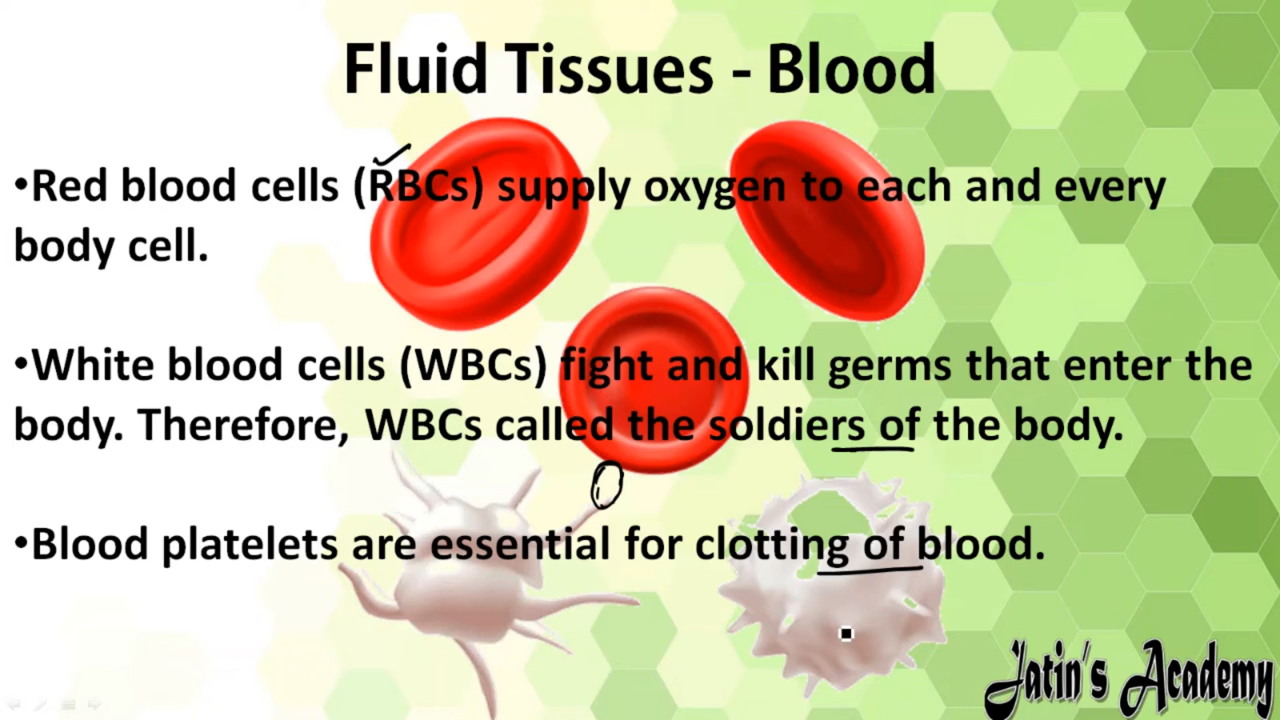 Fluid Tissues - Blood
•Red blood cells (RBCs) supply oxygen to each and every
body cell.
•White blood cells (WBCs) fight and kill germs that enter the
body. Therefore, WBCs called the soldiers of the body.
•Blood platelets are essential for clotting of blood.
Jatin's Academy